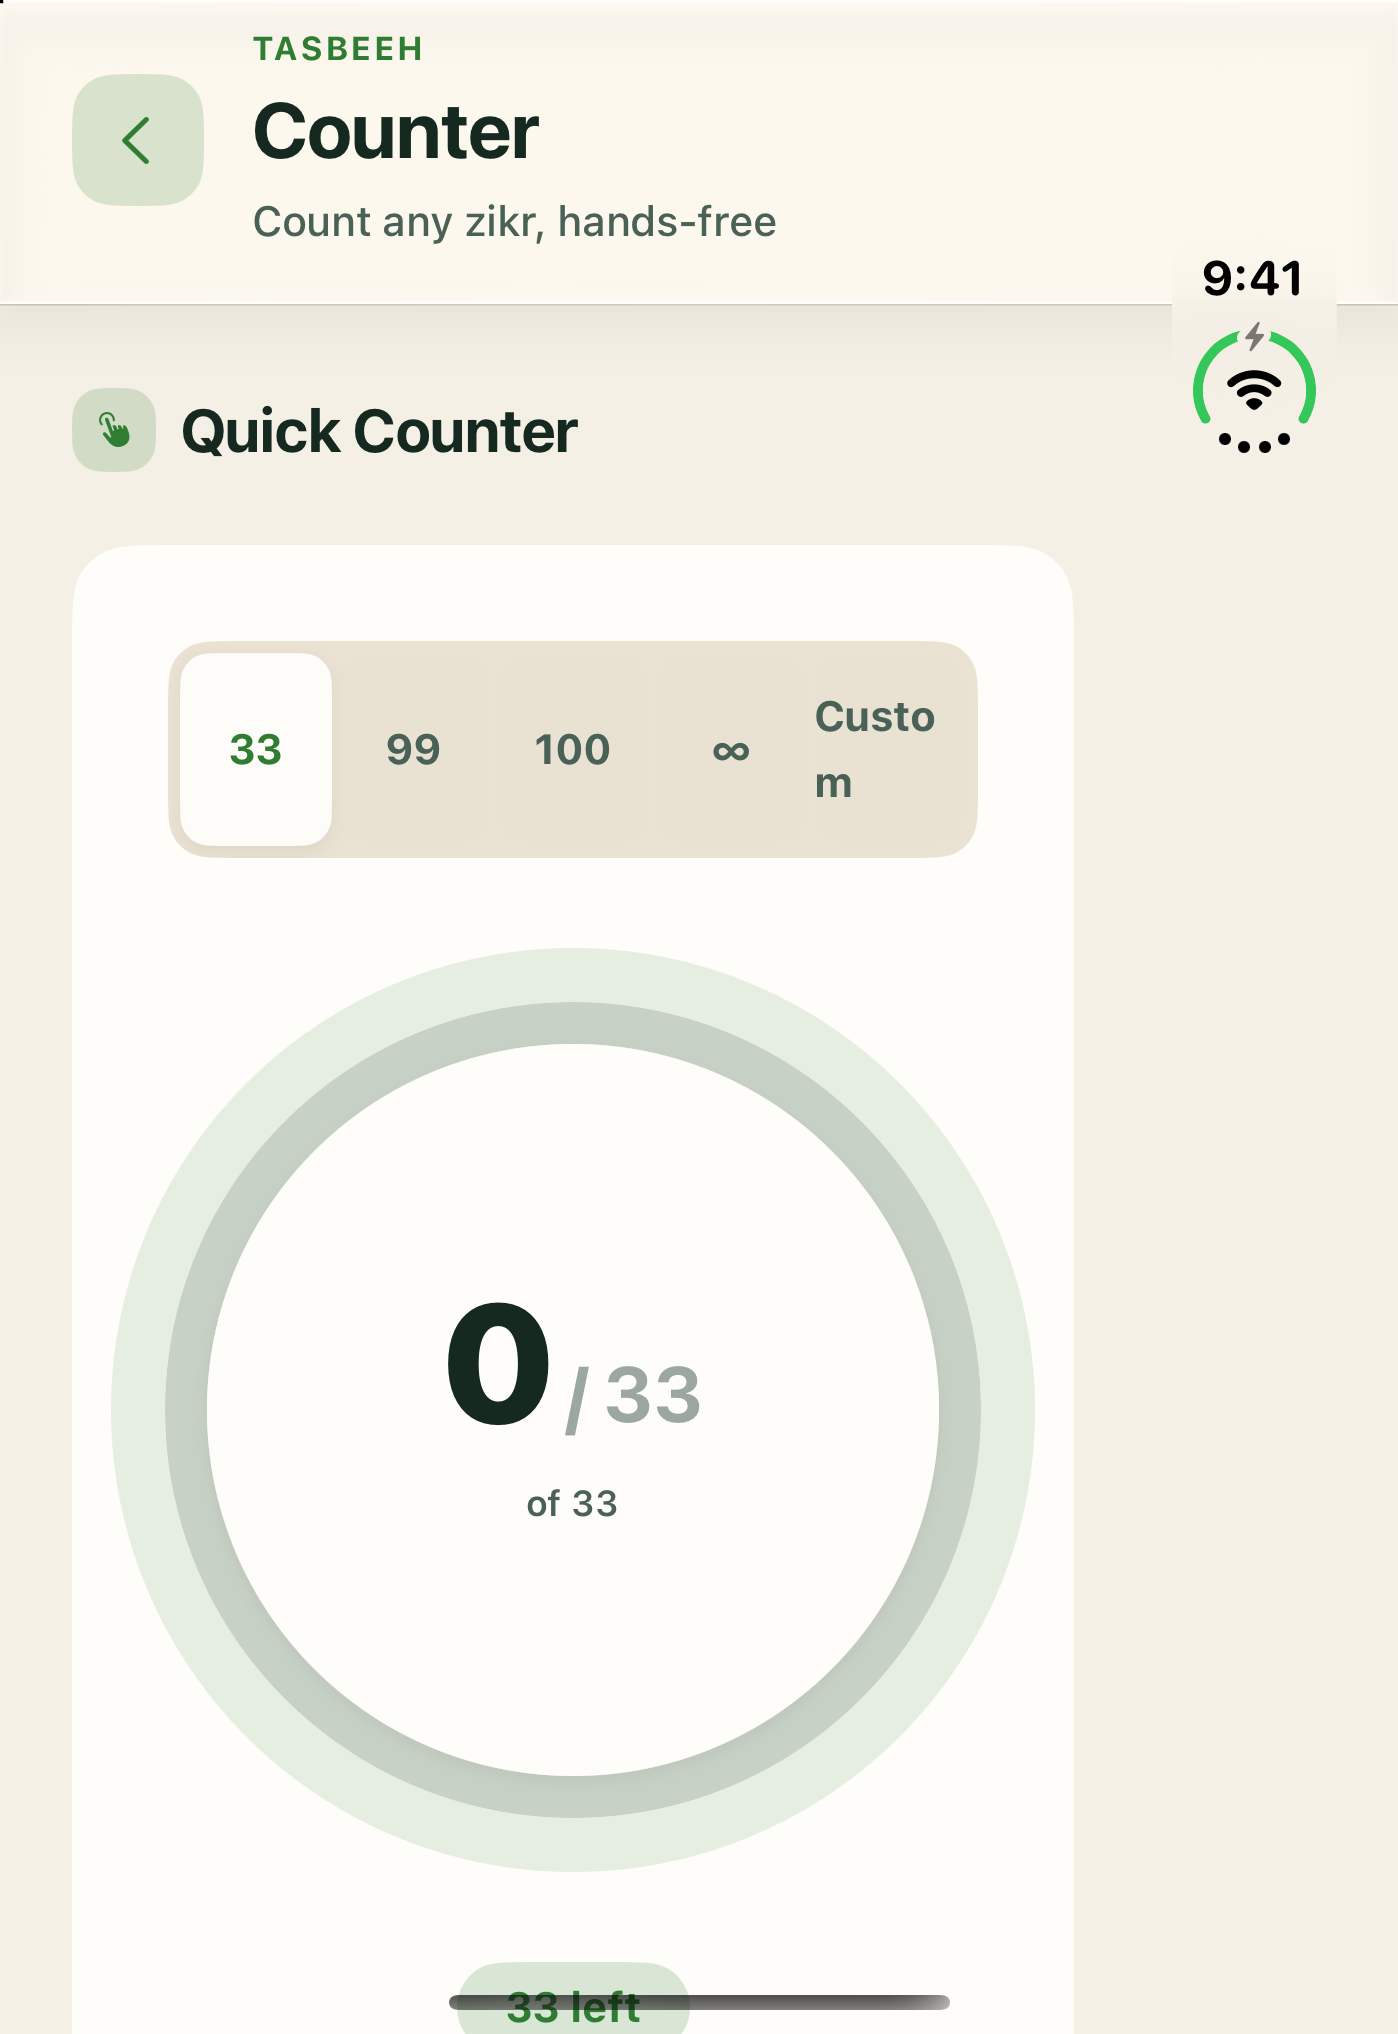 TASBEEH
Counter
Count any zikr, hands-free
9:41
Quick Counter
33
99
100
∞
Custo
m
0/33
of 33
33 left